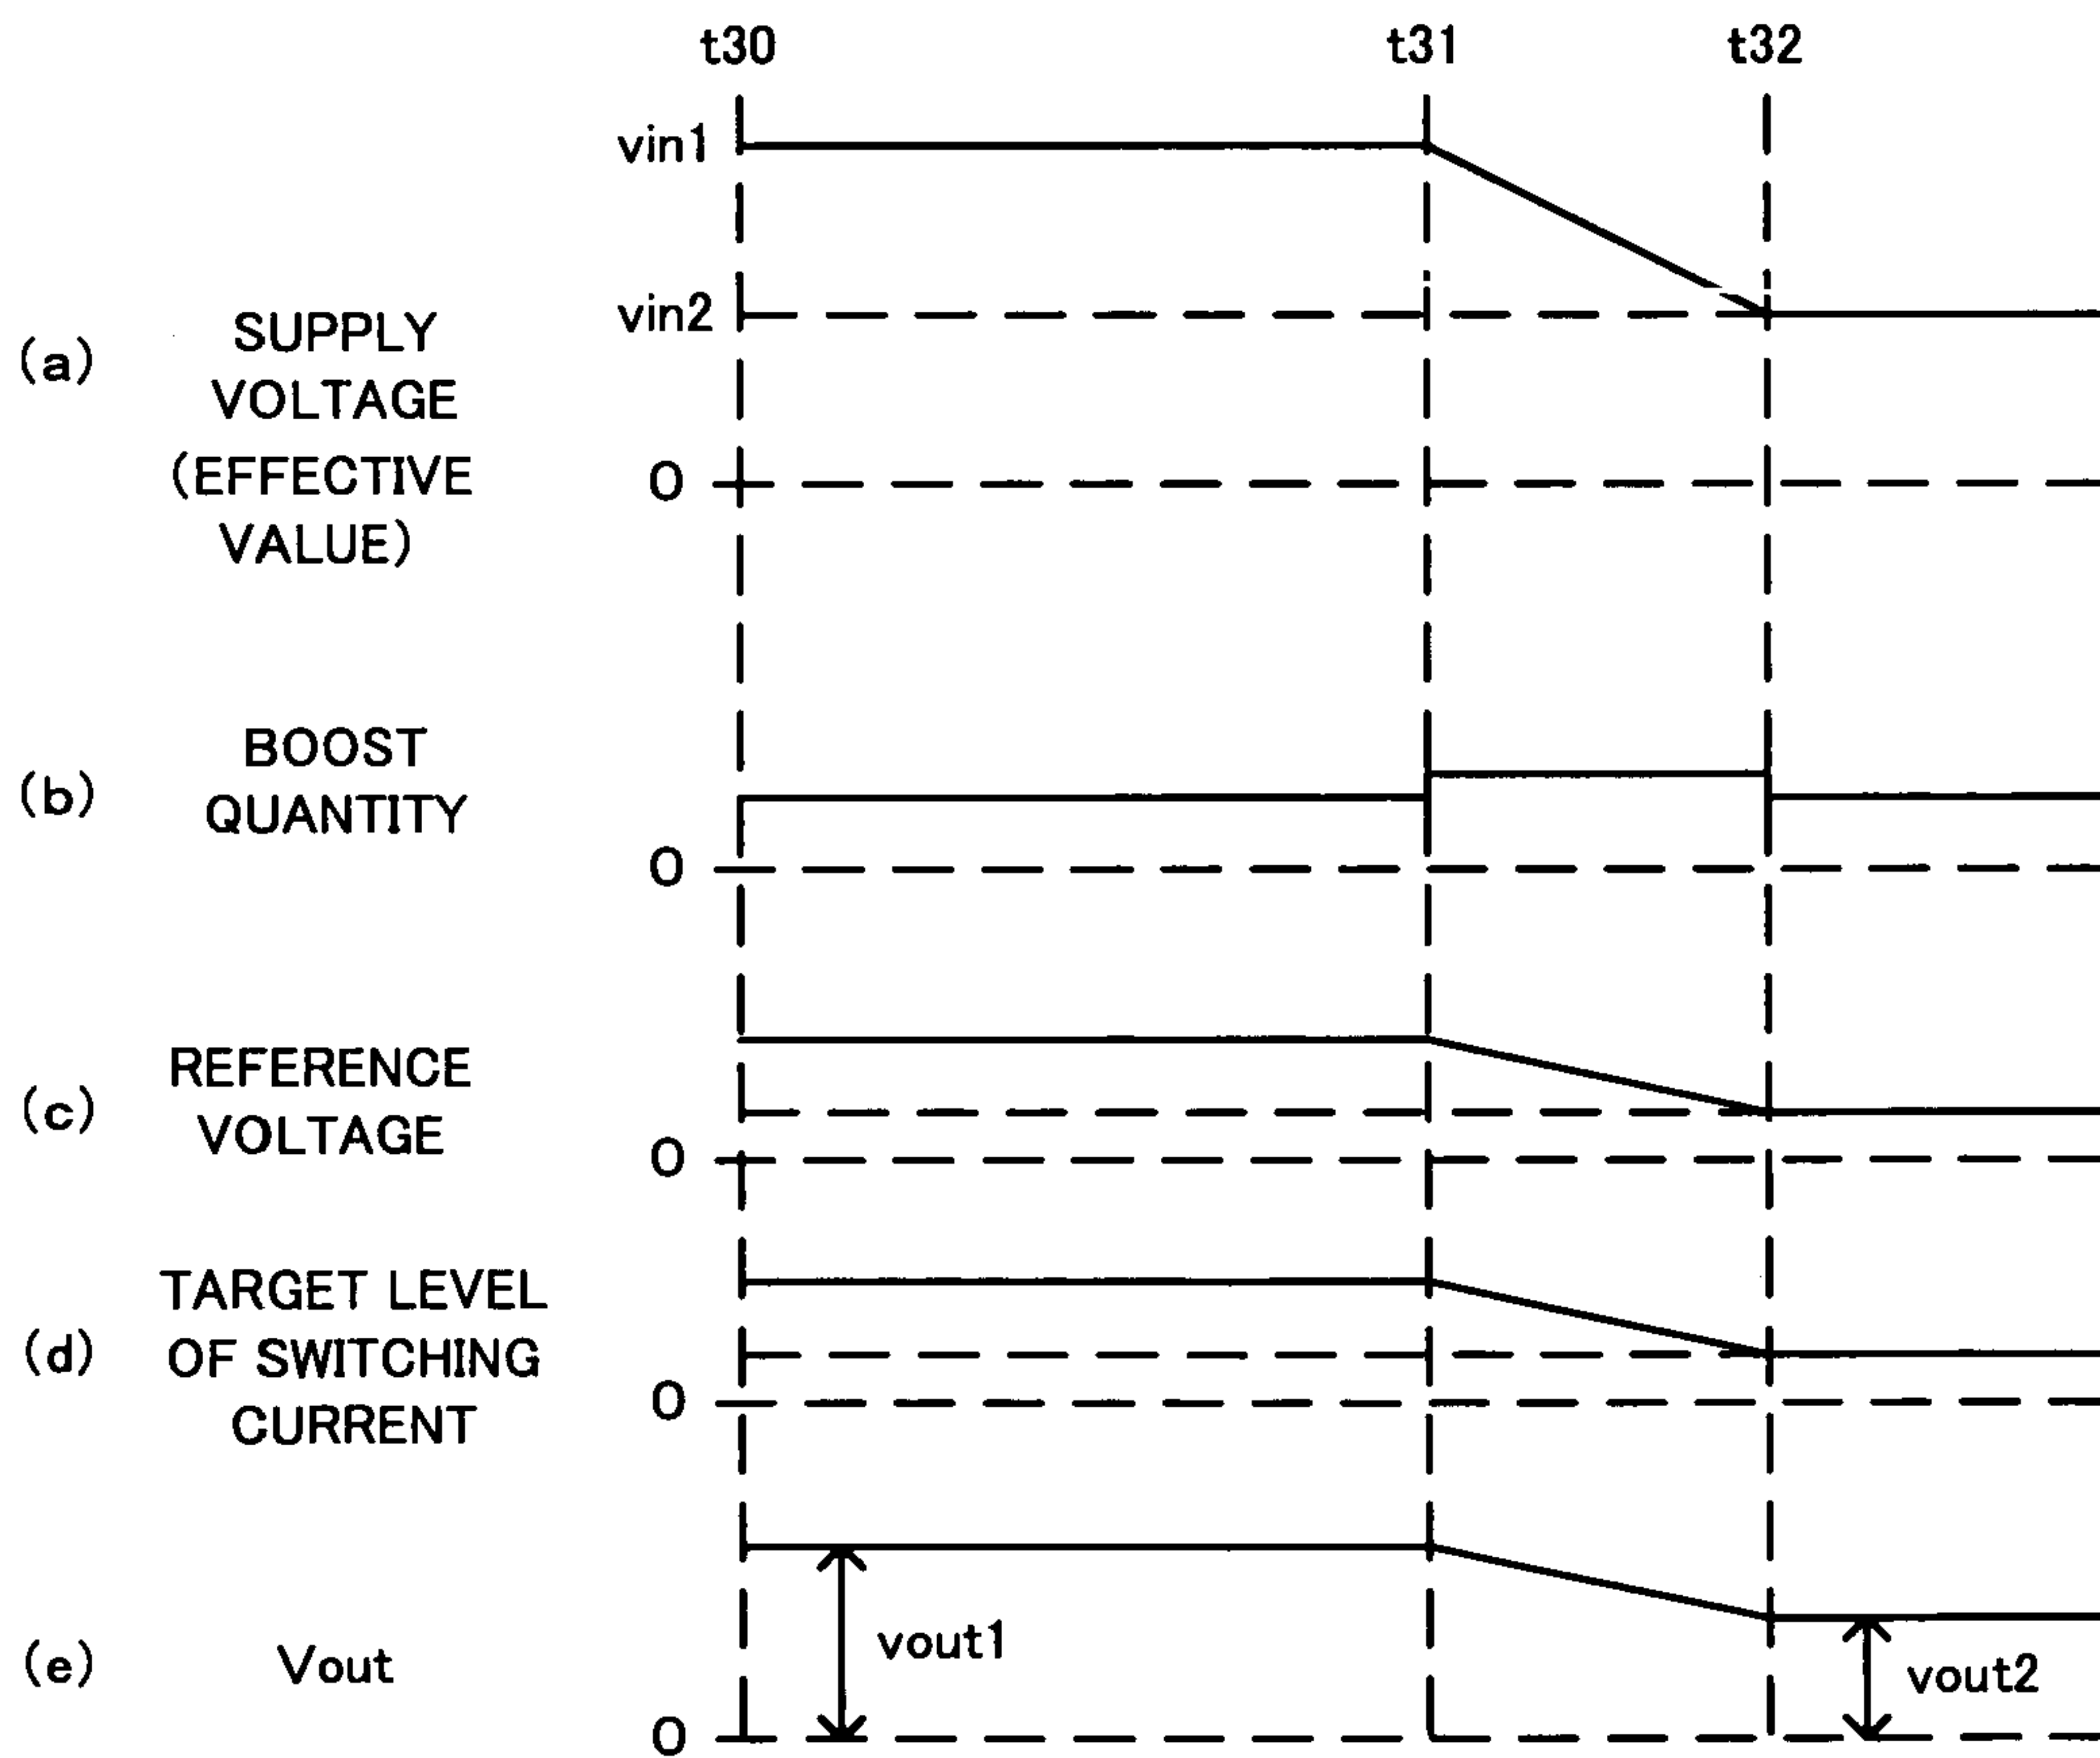 t30 t31 t32
vin1
vin2
(a) SUPPLY
VOLTAGE
(EFFECTIVE
VALUE)
0
(b) BOOST
QUANTITY
0
(c) REFERENCE
VOLTAGE
0
(d) TARGET LEVEL
OF SWITCHING
CURRENT
0
vout1
(e) Vout
vout2
0